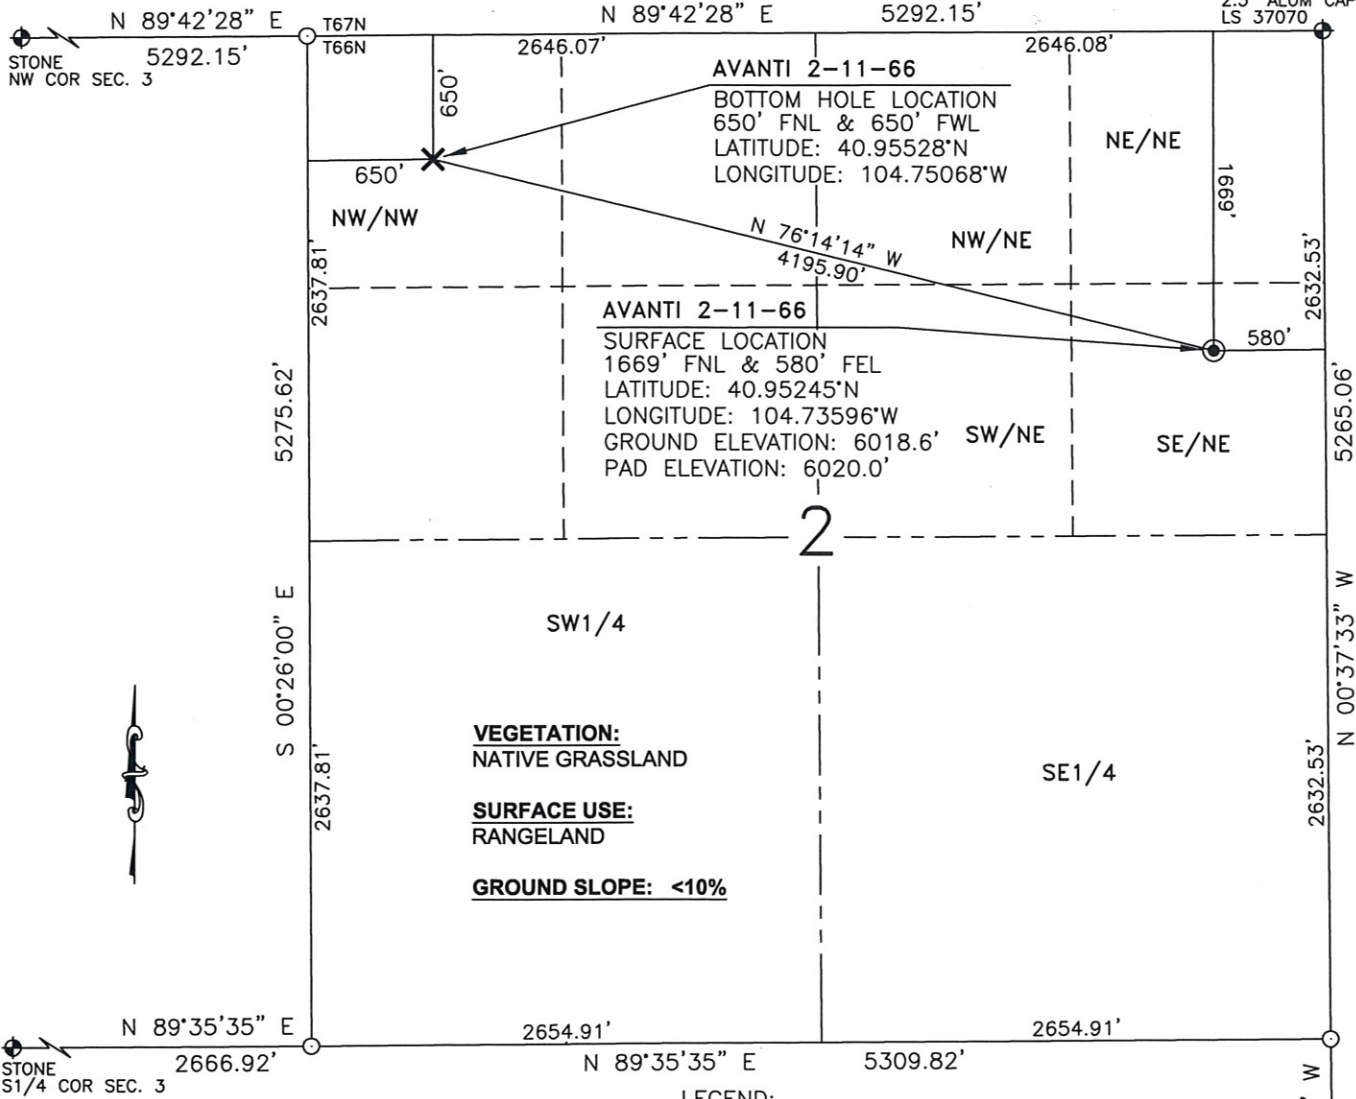 2.5" ALUM CAP
LS 37070
N 89°42'28" E
T67N
N 89°42'28" E
5292.15'
T66N
5292.15'
2646.07'
2646.08'
STONE
NW COR SEC. 3
AVANTI 2-11-66
BOTTOM HOLE LOCATION
650' FNL & 650' FWL
LATITUDE: 40.95528°N
LONGITUDE: 104.75068°W
650'
650'
NE/NE
1669'
NW/NW
N 76°14'14" W
4195.90'
NW/NE
2637.81'
2632.53'
AVANTI 2-11-66
SURFACE LOCATION
1669' FNL & 580' FEL
LATITUDE: 40.95245°N
LONGITUDE: 104.73596°W
GROUND ELEVATION: 6018.6'
PAD ELEVATION: 6020.0'
580'
5275.62'
5265.06'
SW/NE
SE/NE
2
S 00°26'00" E
N 00°37'33" W
SW1/4
VEGETATION:
NATIVE GRASSLAND
SURFACE USE:
RANGELAND
GROUND SLOPE: <10%
SE1/4
2637.81'
2632.53'
N 89°35'35" E
2654.91'
2654.91'
STONE
S1/4 COR SEC. 3
2666.92'
N 89°35'35" E
5309.82'
LEGEND:
W